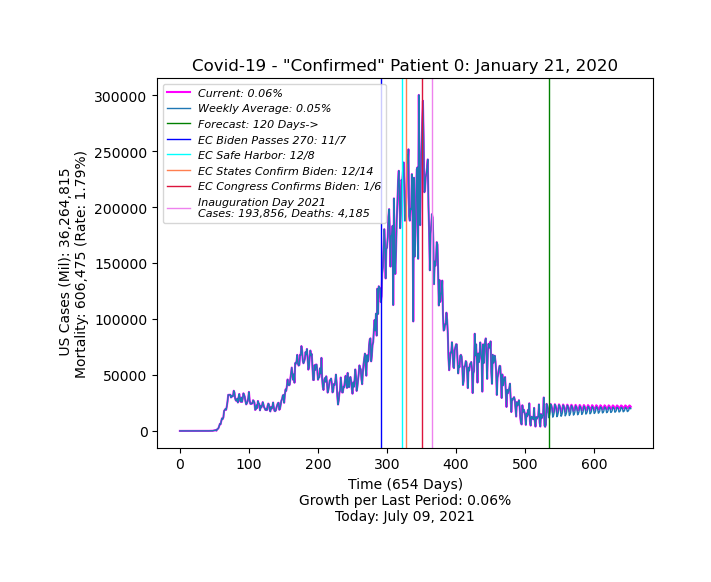 Covid-19 - "Confirmed" Patient 0: January 21, 2020
Current: 0.06%
Weekly Average: 0.05%
Forecast: 120 Days->
EC Biden Passes 270: 11/7
EC Safe Harbor: 12/8
EC States Confirm Biden: 12/14
EC Congress Confirms Biden: 1/6
Inauguration Day 2021
Cases: 193,856, Deaths: 4,185
300000
250000
200000
150000
100000
50000
0
US Cases (Mil): 36,264,815
Mortality: 606,475 (Rate: 1.79%)
0 100 200 300 400 500 600
Time (654 Days)
Growth per Last Period: 0.06%
Today: July 09, 2021